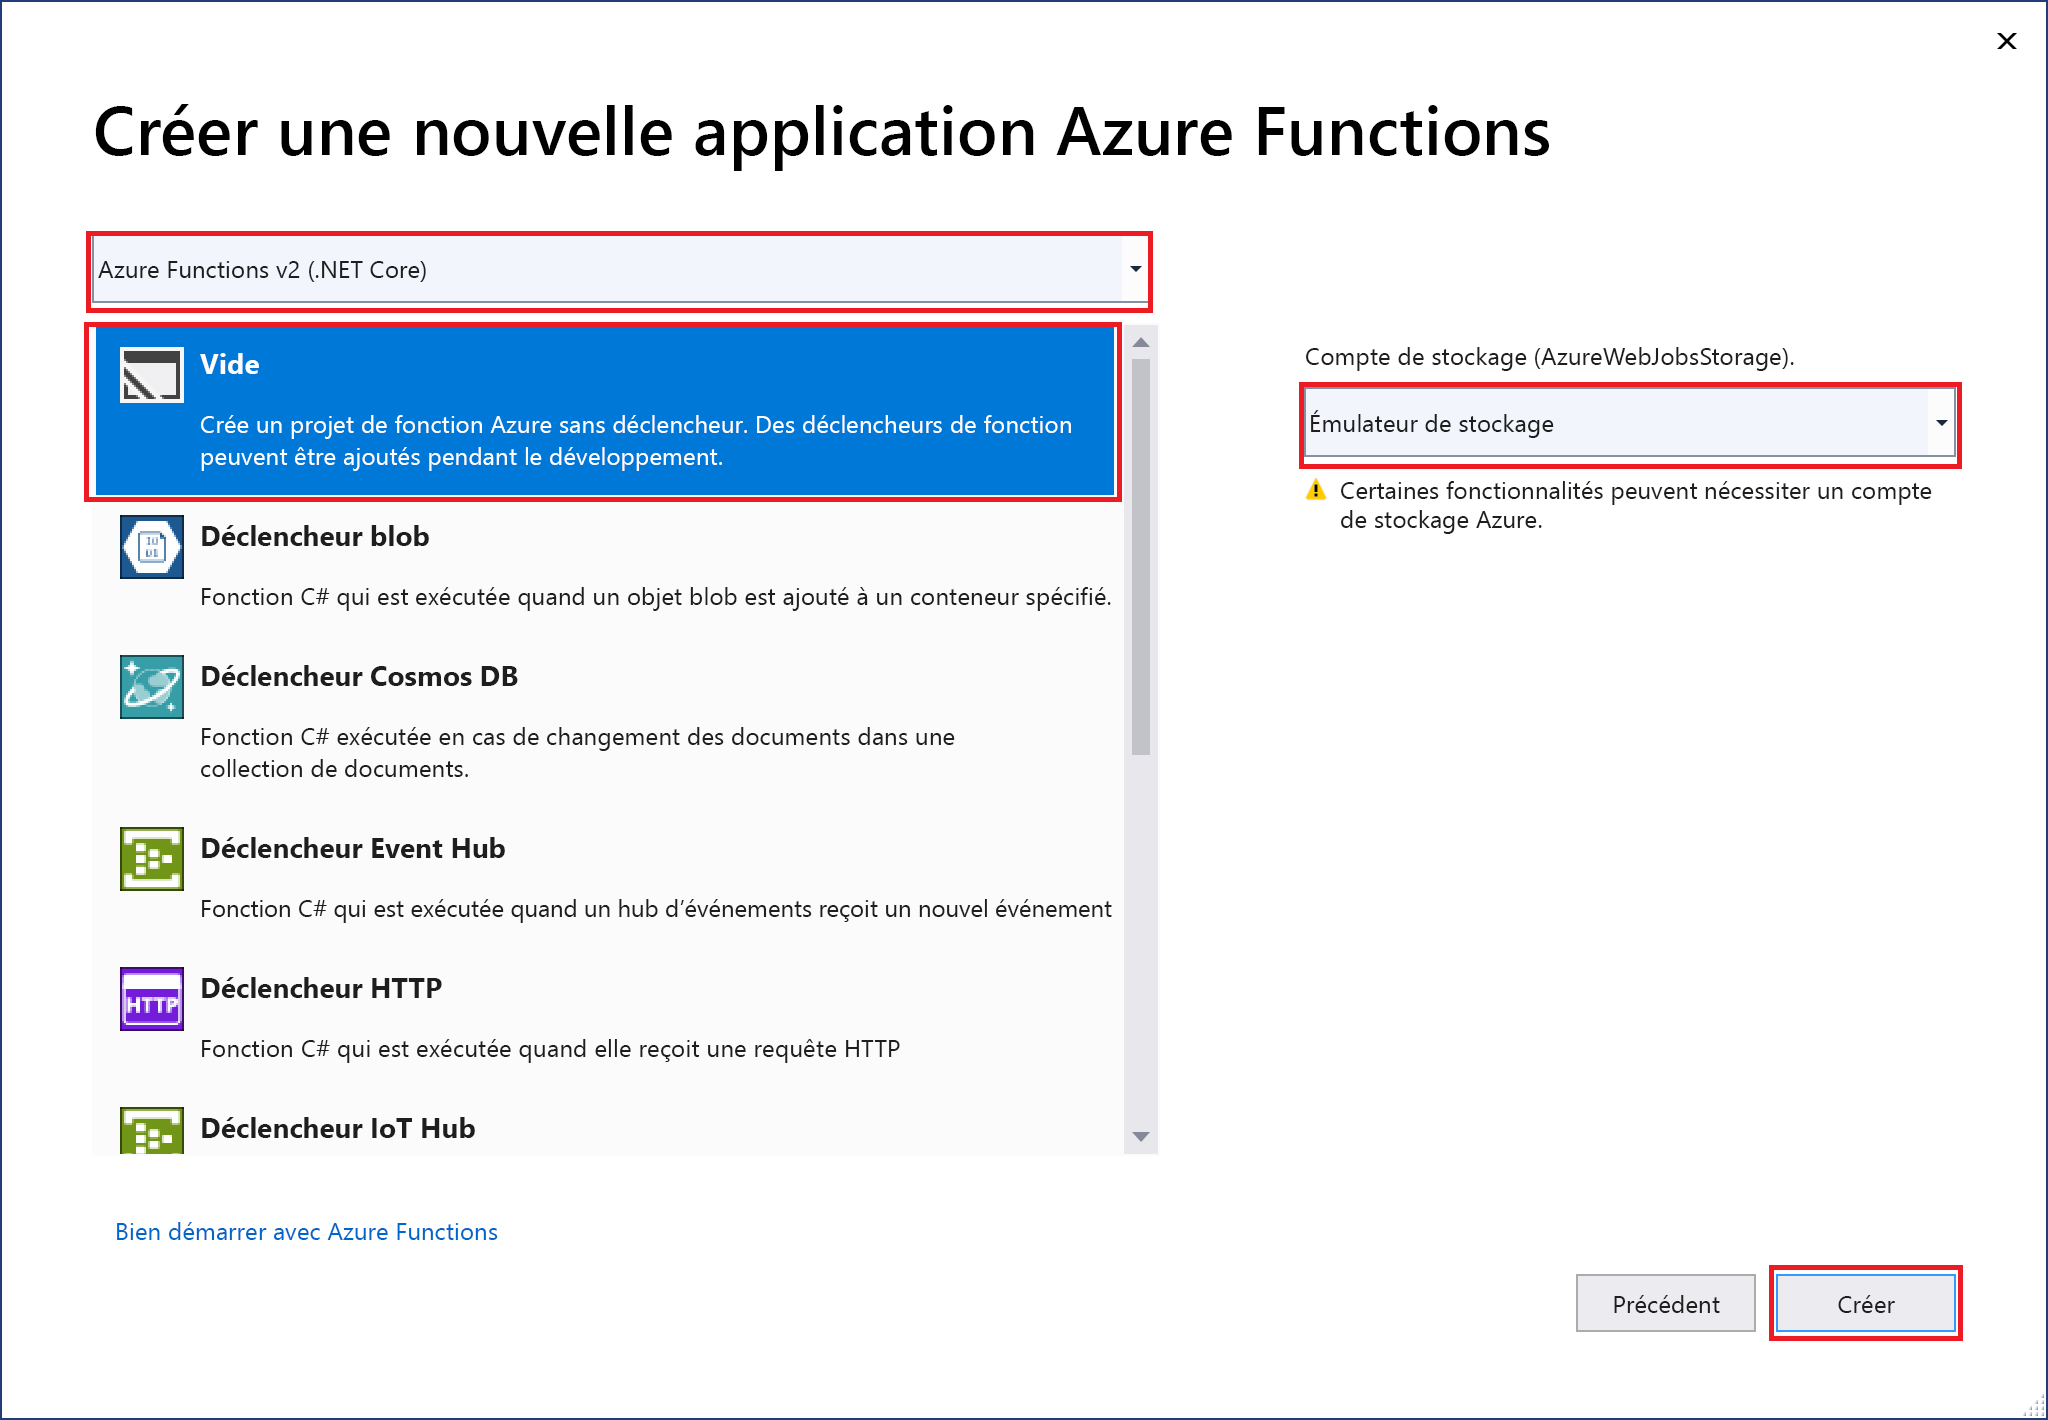 Créer une nouvelle application Azure Functions
Azure Functions v2 (.NET Core)
Vide
Crée un projet de fonction Azure sans déclencheur. Des déclencheurs de fonction
peuvent être ajoutés pendant le développement.
Déclencheur blob
Fonction C# qui est exécutée quand un objet blob est ajouté à un conteneur spécifié.
Déclencheur Cosmos DB
Fonction C# exécutée en cas de changement des documents dans une
collection de documents.
Déclencheur Event Hub
Fonction C# qui est exécutée quand un hub d’événements reçoit un nouvel événement
HTTP
Déclencheur HTTP
Fonction C# qui est exécutée quand elle reçoit une requête HTTP
Déclencheur IoT Hub
Compte de stockage (AzureWebJobsStorage).
Émulateur de stockage
Certaines fonctionnalités peuvent nécessiter un compte
de stockage Azure.
Bien démarrer avec Azure Functions
Précédent
Créer